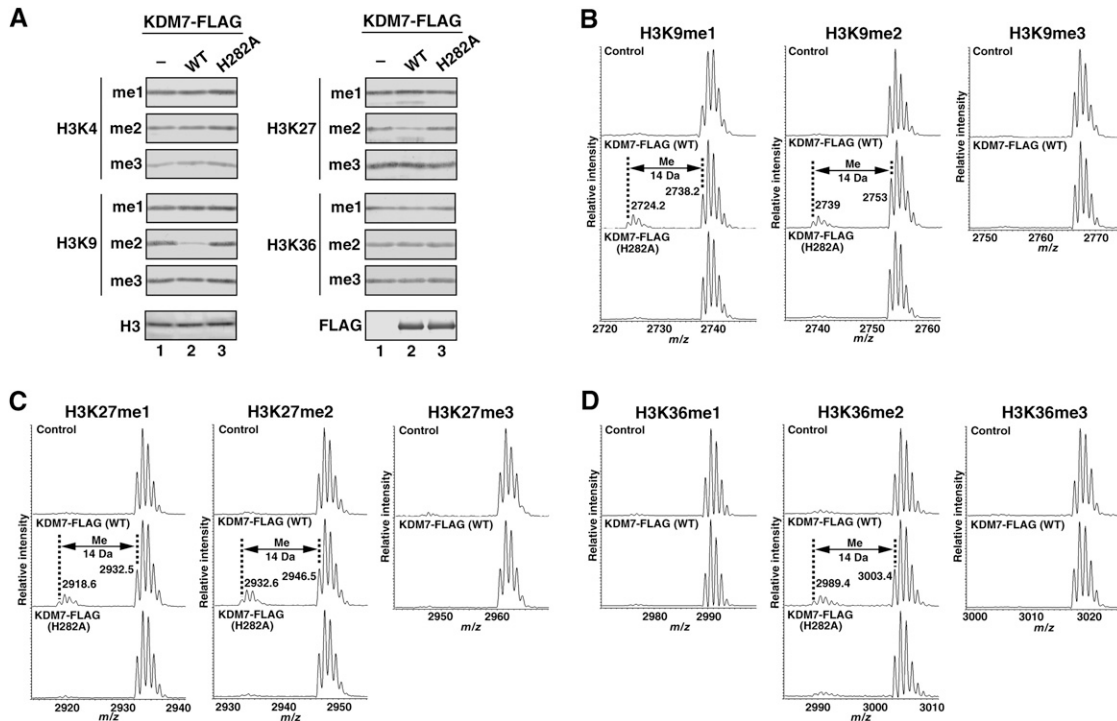 A
KDM7-FLAG
– WT H282A
H3K4
me1
me2
me3
H3K9
me1
me2
me3
H3
1 2 3
KDM7-FLAG
– WT H282A
H3K27
me1
me2
me3
H3K36
me1
me2
me3
FLAG
1 2 3
B
H3K9me1
Relative intensity
Control
KDM7-FLAG (WT)
Me
14 Da
2738.2
2724.2
KDM7-FLAG
(H282A)
2720 2730 2740
m/z
H3K9me2
Relative intensity
Control
KDM7-FLAG (WT)
Me
14 Da
2739
2753
KDM7-FLAG
(H282A)
2740 2750 2760
m/z
H3K9me3
Relative intensity
Control
KDM7-FLAG (WT)
2750 2760 2770
m/z
C
H3K27me1
Relative intensity
Control
KDM7-FLAG (WT)
Me
14 Da
2932.5
2918.6
KDM7-FLAG
(H282A)
2920 2930 2940
m/z
H3K27me2
Relative intensity
Control
KDM7-FLAG (WT)
Me
14 Da
2932.6
2946.5
KDM7-FLAG
(H282A)
2930 2940 2950
m/z
H3K27me3
Relative intensity
Control
KDM7-FLAG (WT)
2950 2960
m/z
D
H3K36me1
Relative intensity
Control
KDM7-FLAG (WT)
2980 2990
m/z
H3K36me2
Relative intensity
Control
KDM7-FLAG (WT)
Me
14 Da
2989.4
3003.4
KDM7-FLAG
(H282A)
2990 3000 3010
m/z
H3K36me3
Relative intensity
Control
KDM7-FLAG (WT)
3000 3010 3020
m/z